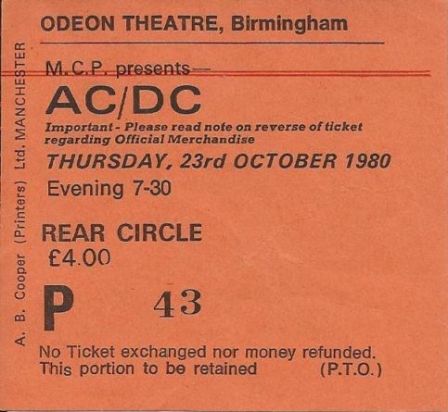 ODEON THEATRE, Birmingham
M.C.P. presents—
AC/DC
Important - Please read note on reverse of ticket
regarding Official Merchandise
THURSDAY, 23rd OCTOBER 1980
Evening 7-30
REAR CIRCLE
£4.00
P 43
No Ticket exchanged nor money refunded.
This portion to be retained (P.T.O.)
A. B. Cooper (Printers) Ltd. MANCHESTER